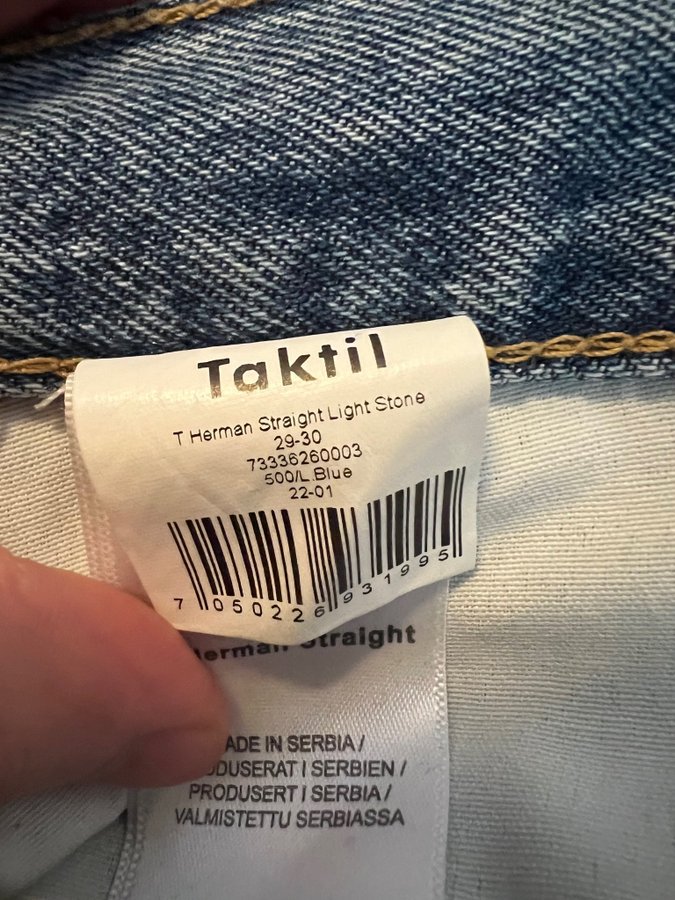 Taktil
T Herman Straight Light Stone
29-30
73336260003
500/L.Blue
22-01
7 050226 931995
Herman Straight
ADE IN SERBIA /
DUSERAT I SERBIEN /
PRODUSERT I SERBIA /
VALMISTETTU SERBIASSA